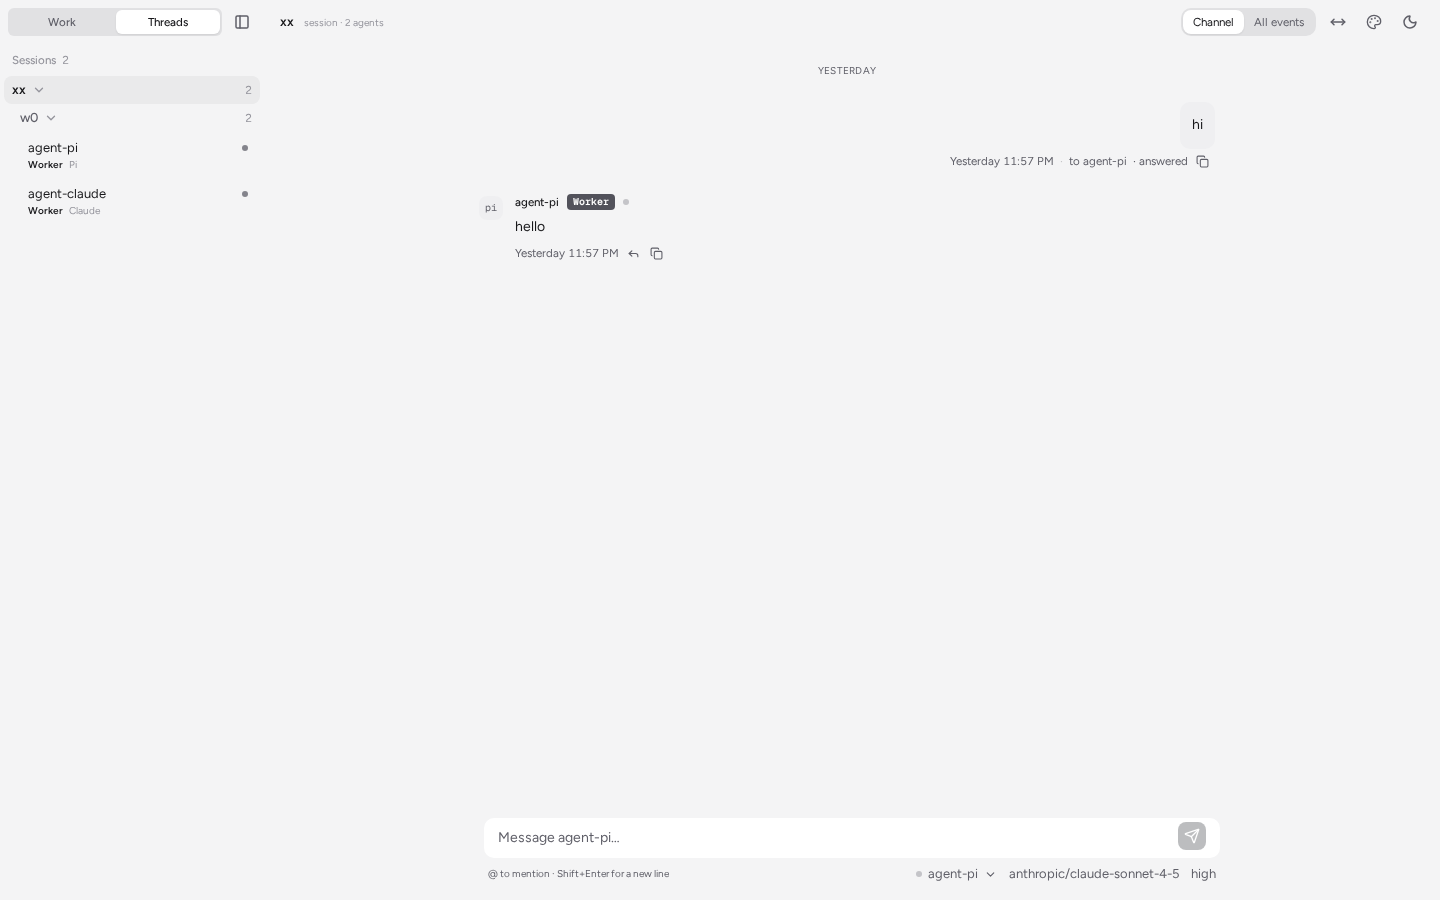 Work
Threads
xx session · 2 agents
Channel
All events
Sessions 2
xx 2
w0 2
agent-pi
Worker Pi
agent-claude
Worker Claude
YESTERDAY
hi
Yesterday 11:57 PM · to agent-pi · answered
pi
agent-pi Worker
hello
Yesterday 11:57 PM
Message agent-pi...
@ to mention · Shift+Enter for a new line
agent-pi
anthropic/claude-sonnet-4-5
high